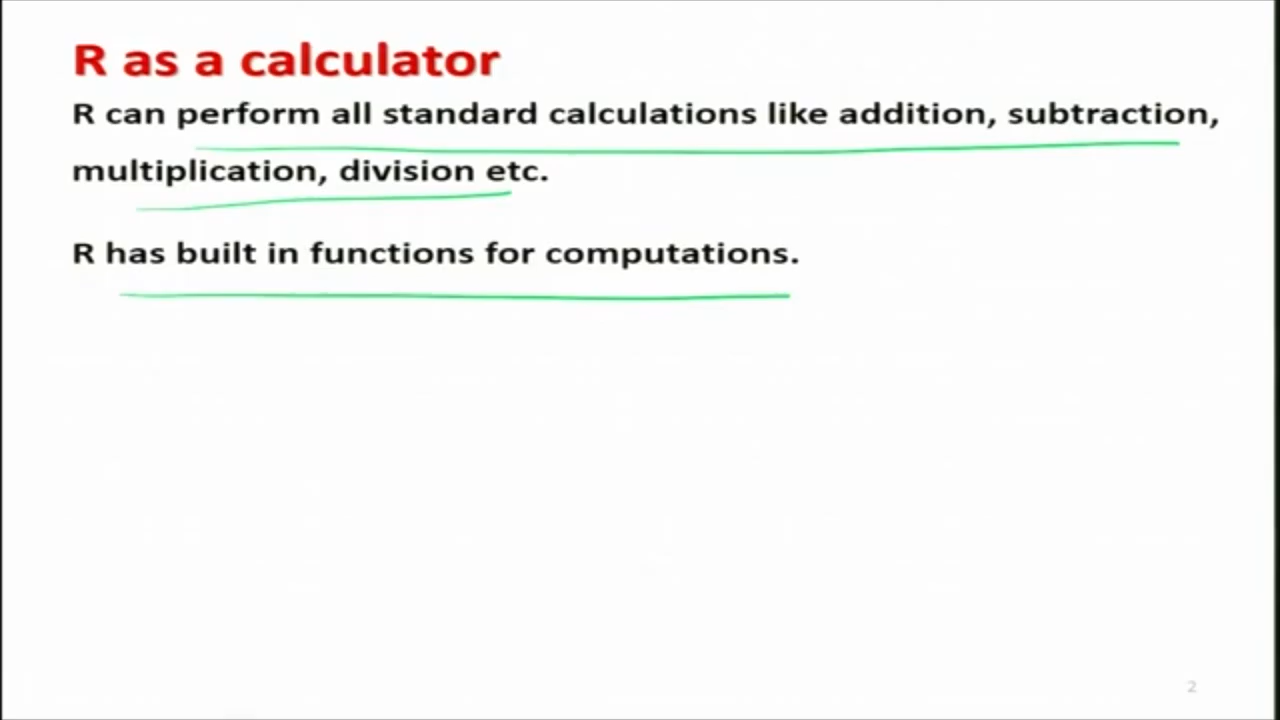 R as a calculator
R can perform all standard calculations like addition, subtraction,
multiplication, division etc.
R has built in functions for computations.
2